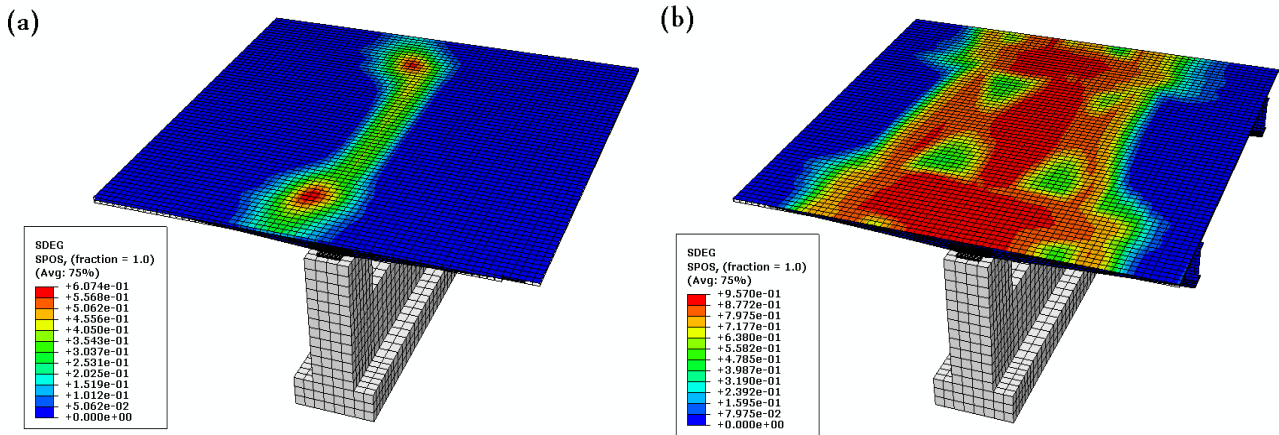 (a)
SDEG
SPOS, (fraction = 1.0)
(Avg: 75%)
+6.074e-01
+5.568e-01
+5.062e-01
+4.556e-01
+4.050e-01
+3.543e-01
+3.037e-01
+2.531e-01
+2.025e-01
+1.519e-01
+1.012e-01
+5.062e-02
+0.000e+00
(b)
SDEG
SPOS, (fraction = 1.0)
(Avg: 75%)
+9.570e-01
+8.772e-01
+7.975e-01
+7.177e-01
+6.380e-01
+5.582e-01
+4.785e-01
+3.987e-01
+3.190e-01
+2.392e-01
+1.595e-01
+7.975e-02
+0.000e+00